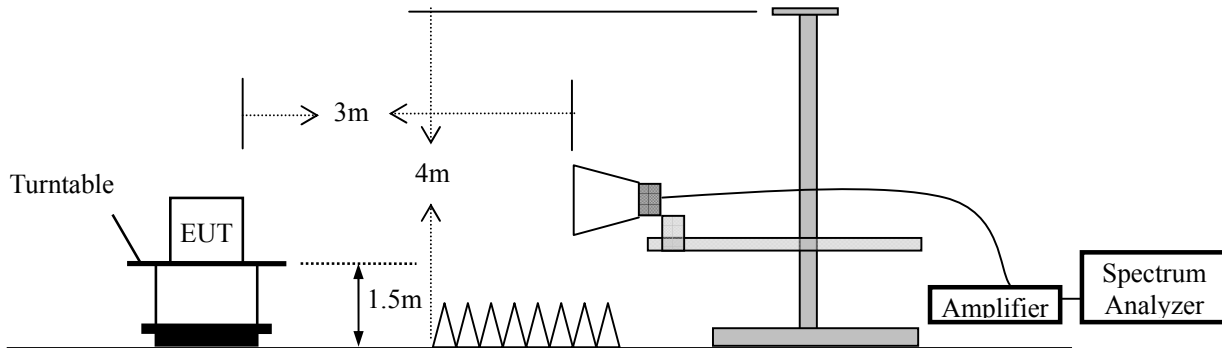 3m
4m
Turntable
EUT
1.5m
Amplifier
Spectrum
Analyzer